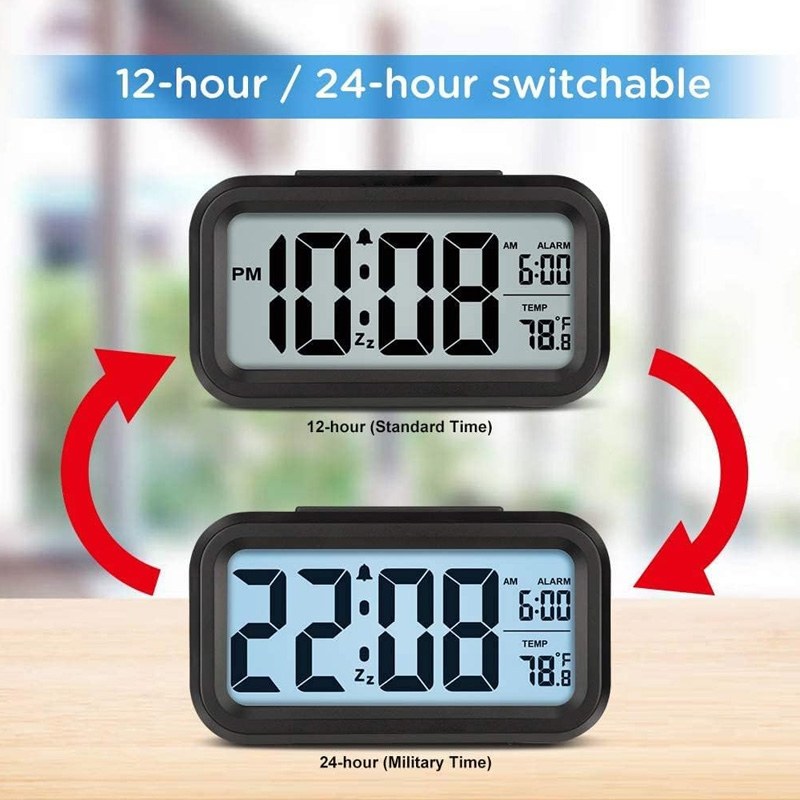 12-hour / 24-hour switchable
PM 10:08 AM ALARM 6:00
Zz TEMP 78.8°F
12-hour (Standard Time)
22:08 AM ALARM 6:00
Zz TEMP 78.8°F
24-hour (Military Time)